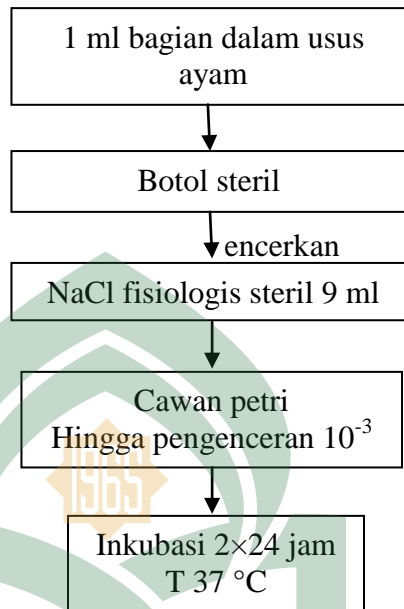 1 ml bagian dalam usus
ayam
Botol steril
encerkan
NaCl fisiologis steril 9 ml
Cawan petri
Hingga pengenceran 10⁻³
1965
Inkubasi 2×24 jam
T 37 °C